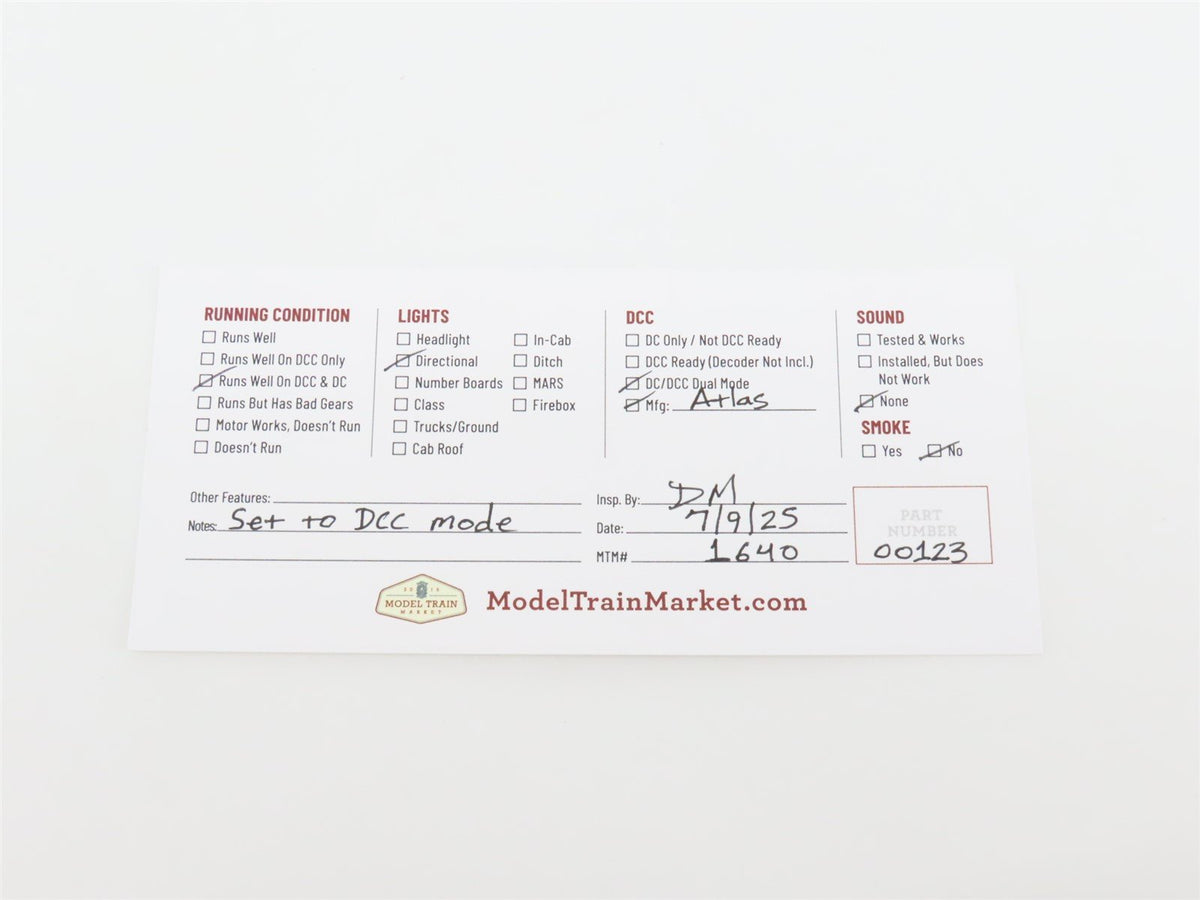 RUNNING CONDITION
Runs Well
Runs Well On DCC Only
Runs Well On DCC & DC
Runs But Has Bad Gears
Motor Works, Doesn't Run
Doesn't Run
LIGHTS
Headlight
Directional
Number Boards
Class
Trucks/Ground
Cab Roof
In-Cab
Ditch
MARS
Firebox
DCC
DC Only / Not DCC Ready
DCC Ready (Decoder Not Incl.)
DC/DCC Dual Mode
Mfg: Atlas
SOUND
Tested & Works
Installed, But Does
Not Work
None
SMOKE
Yes No
Other Features:
Notes: Set to DCC mode
Insp. By: DM
Date: 7/9/25
MTM# 1640
PART
NUMBER
00123
2015
MODEL TRAIN
MARKET
ModelTrainMarket.com